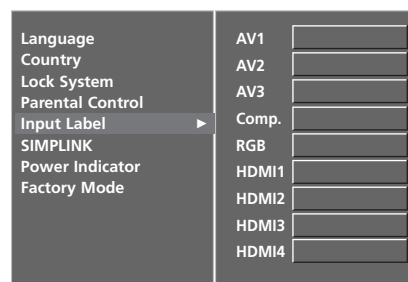 Language
Country
Lock System
Parental Control
Input Label ►
SIMPLINK
Power Indicator
Factory Mode
AV1
AV2
AV3
Comp.
RGB
HDMI1
HDMI2
HDMI3
HDMI4